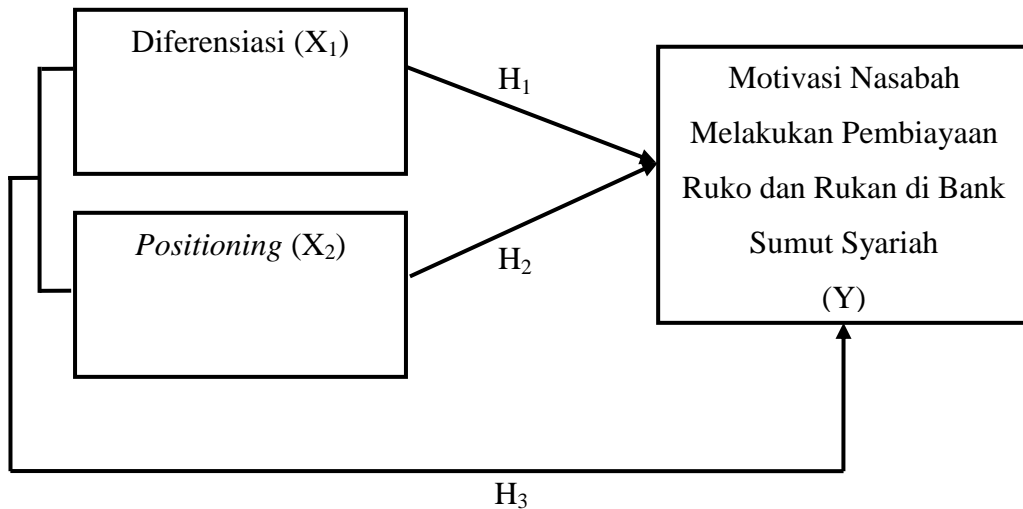 Diferensiasi (X₁)
H₁
Motivasi Nasabah
Melakukan Pembiayaan
Ruko dan Rukan di Bank
Sumut Syariah
(Y)
Positioning (X₂)
H₂
H₃